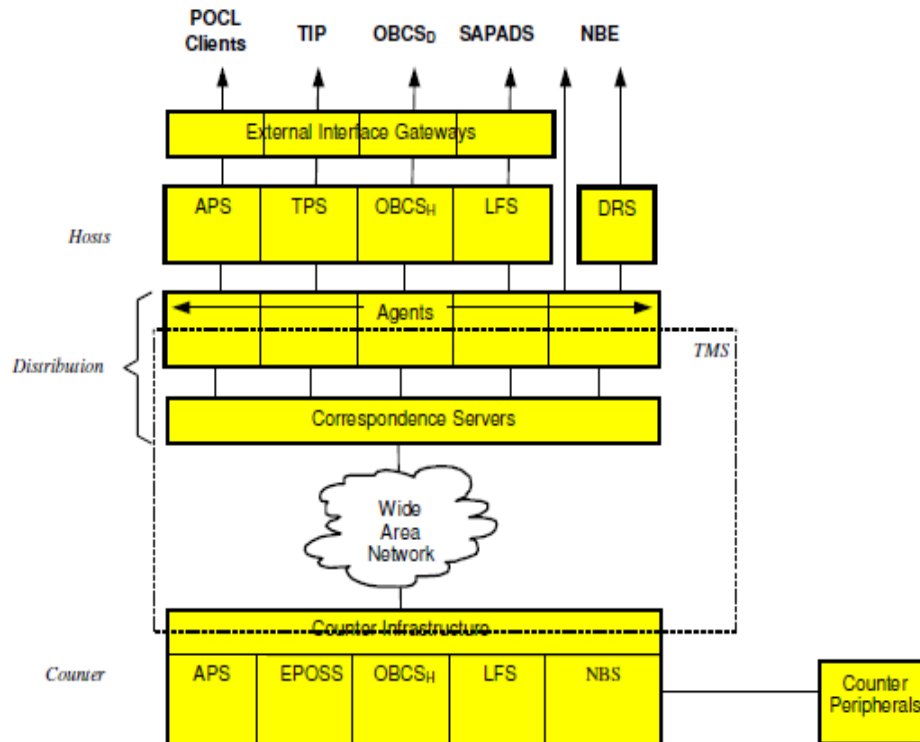 POCL
Clients
TIP
OBCSD
SAPADS
NBE
External Interface Gateways
APS
TPS
OBCSH
LFS
DRS
Hosts
Agents
TMS
Distribution
Correspondence Servers
Wide
Area
Network
Counter Infrastructure
Counter
APS
EPOSS
OBCSH
LFS
NBS
Counter
Peripherals